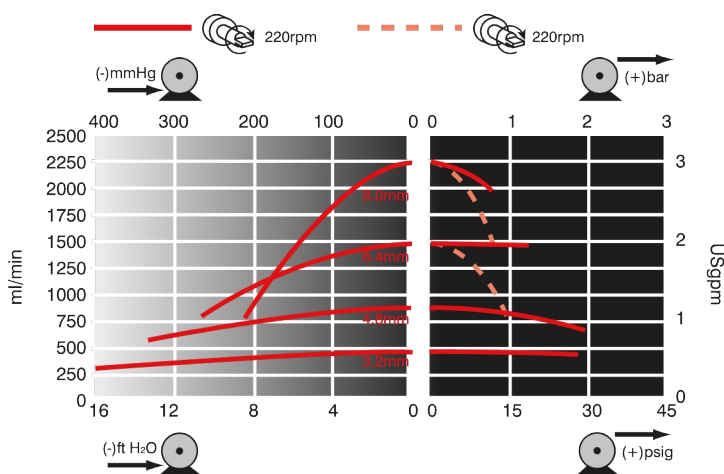 220rpm 220rpm
(-)mmHg (+)bar
400 300 200 100 0 0 1 2 3
2500
2250 3
2000
1750
1500 2
1250
1000
750 1
500
250
0 0
ml/min
USgpm
8.0mm
6.4mm
4.8mm
3.2mm
16 12 8 4 0 0 15 30 45
(-)ft H₂O (+)psig